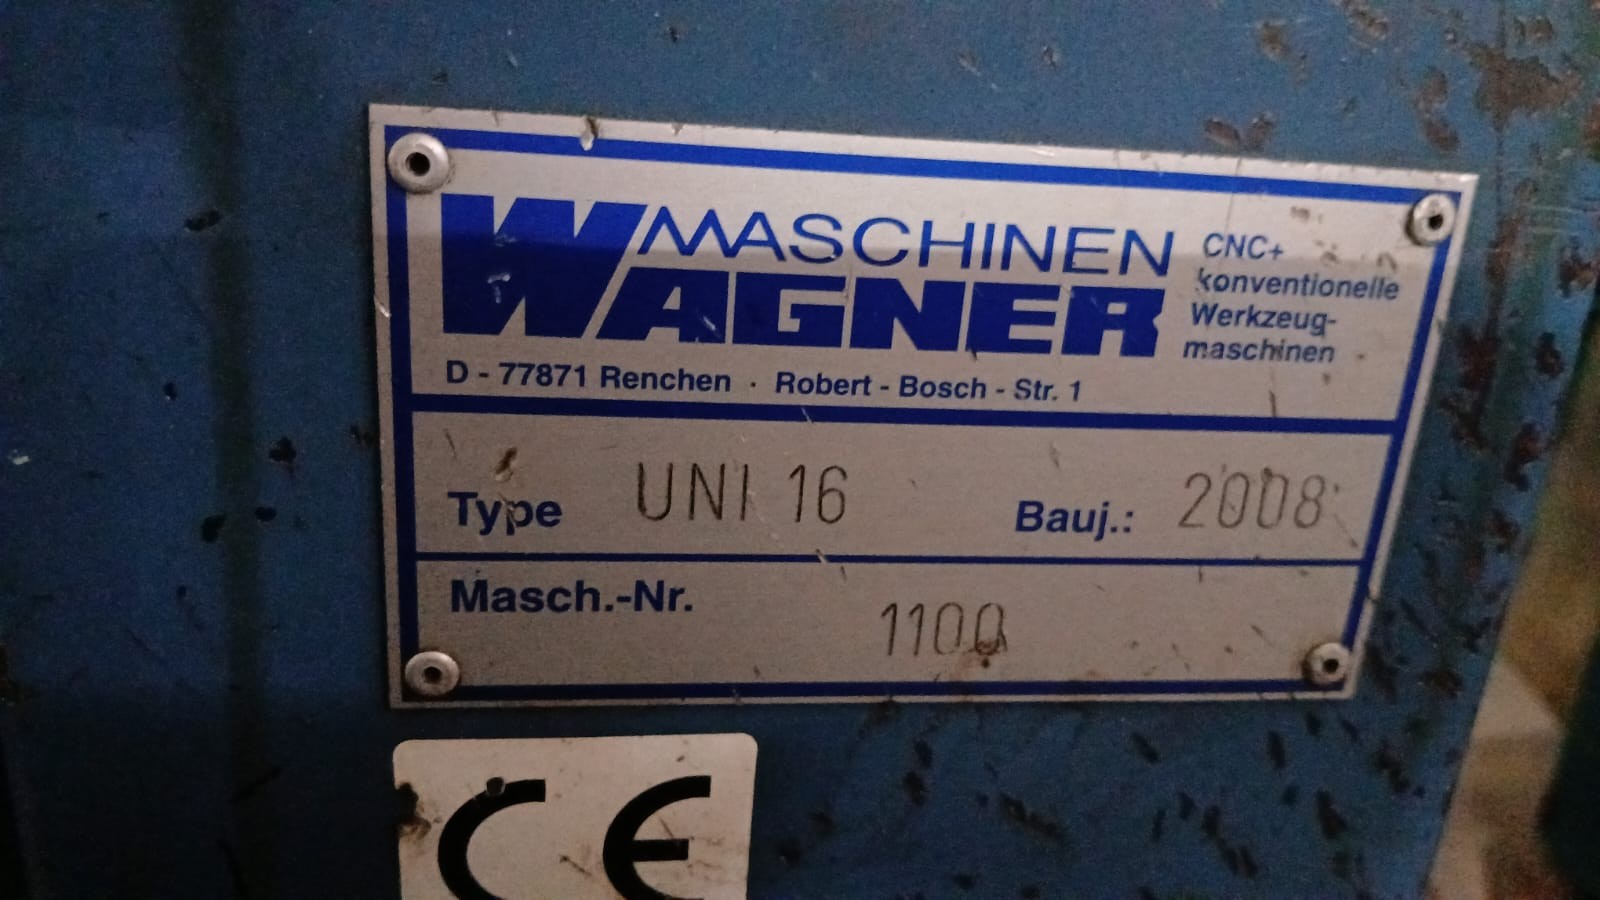 MASCHINEN
WAGNER
CNC+
konventionelle
Werkzeug-
maschinen
D - 77871 Renchen · Robert - Bosch - Str. 1
Type UNI 16 Bauj.: 2008
Masch.-Nr. 1100
CE